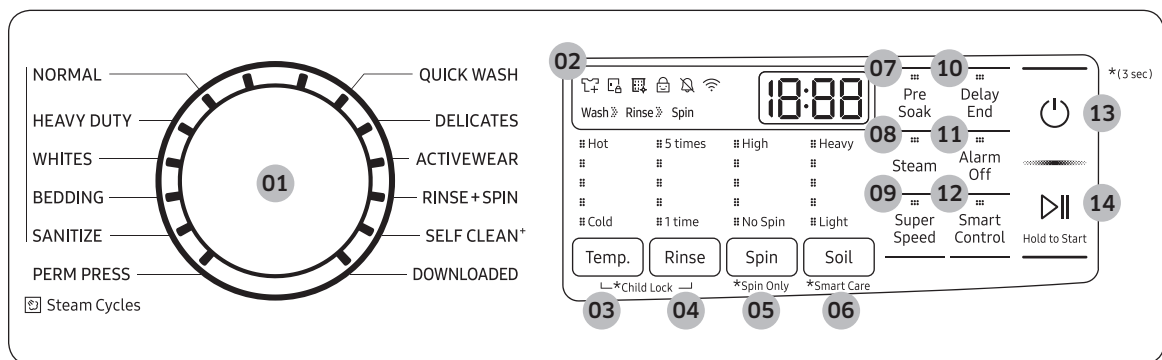 NORMAL
HEAVY DUTY
WHITES
BEDDING
SANITIZE
PERM PRESS
Steam Cycles
01
QUICK WASH
DELICATES
ACTIVEWEAR
RINSE+SPIN
SELF CLEAN+
DOWNLOADED
02
Wash Rinse Spin
18:88
Hot 5 times High Heavy
Cold 1 time No Spin Light
Temp. Rinse Spin Soil
*Child Lock *Spin Only *Smart Care
03 04 05 06
07 10
Pre Soak
Delay End
08 11
Steam
Alarm Off
09 12
Super Speed
Smart Control
*(3 sec)
13
14
Hold to Start